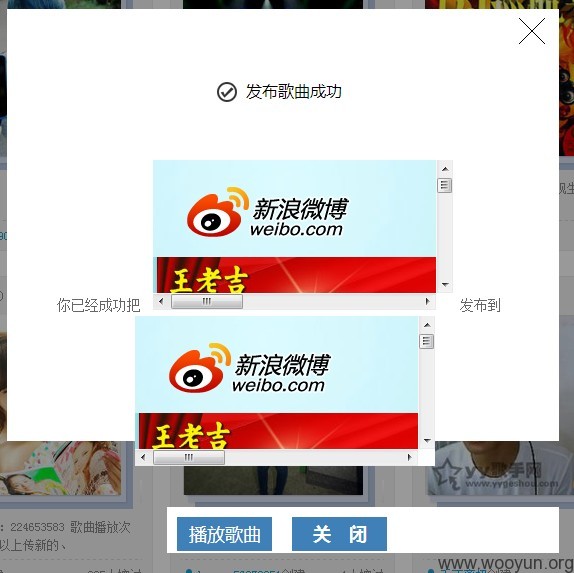 发布歌曲成功
新浪微博
weibo.com
王老吉
你已经成功把
发布到
新浪微博
weibo.com
王老吉
YY歌手网
www.yygeshou.com
: 224653583 歌曲播放次
以上传新的、
播放歌曲
关 闭
www.wooyun.org